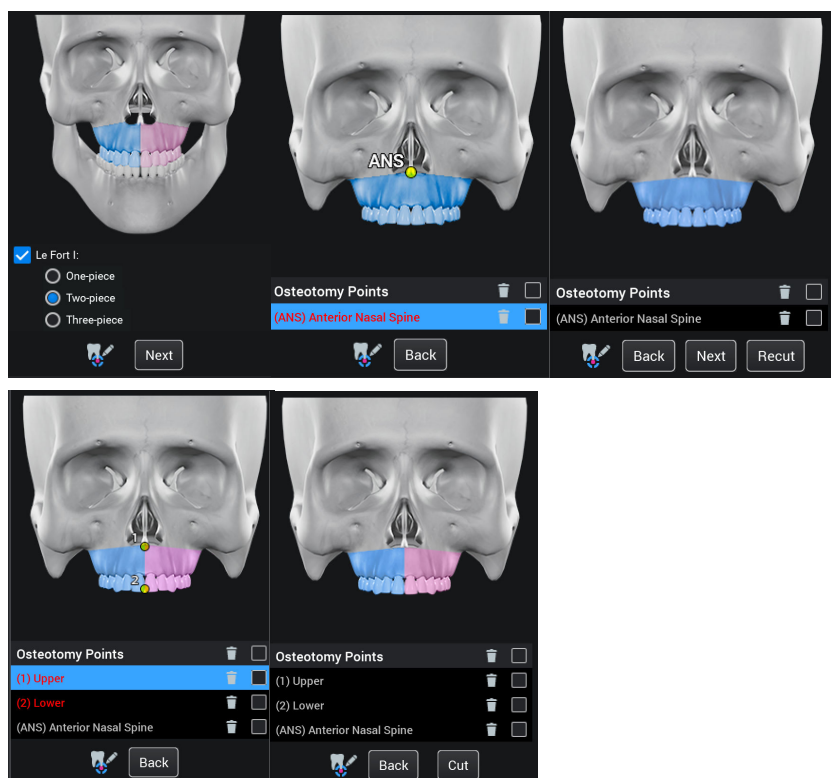 Le Fort I:
One-piece
Two-piece
Three-piece
Next
ANS
Osteotomy Points
(ANS) Anterior Nasal Spine
Back
Osteotomy Points
(ANS) Anterior Nasal Spine
Back Next Recut
1
2
Osteotomy Points
(1) Upper
(2) Lower
(ANS) Anterior Nasal Spine
Back
Osteotomy Points
(1) Upper
(2) Lower
(ANS) Anterior Nasal Spine
Back Cut